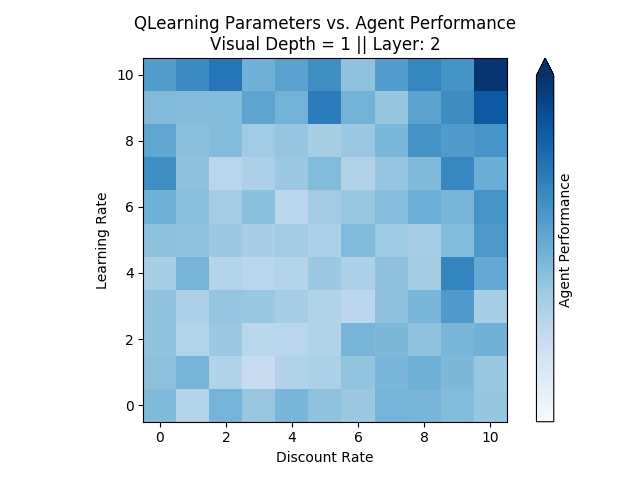 QLearning Parameters vs. Agent Performance
Visual Depth = 1 || Layer: 2
10
8
6
4
2
0
Learning Rate
0 2 4 6 8 10
Discount Rate
Agent Performance